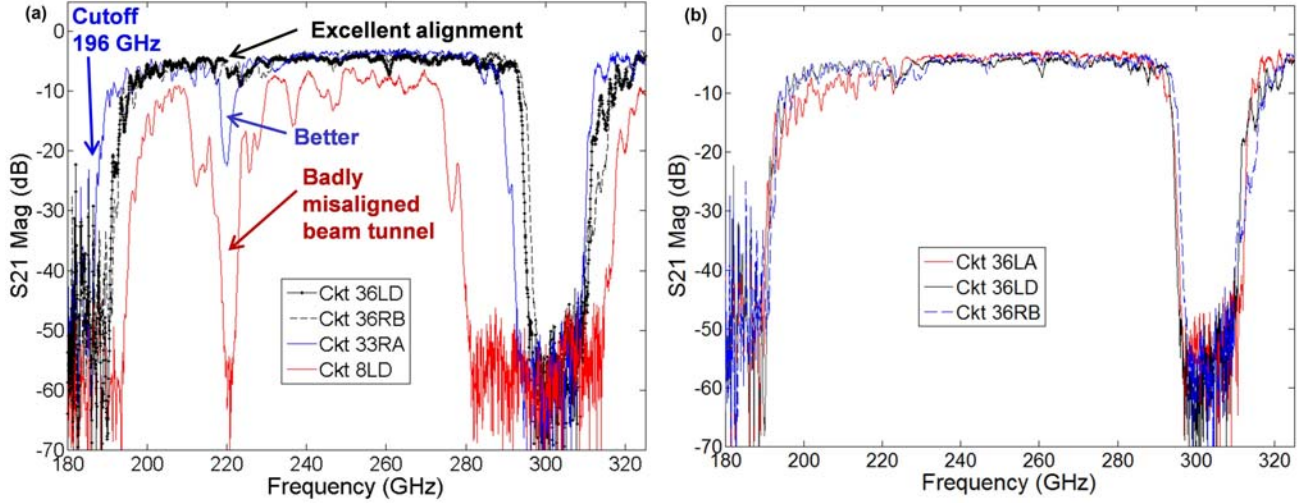 (a)
Cutoff
196 GHz
Excellent alignment
Better
Badly
misaligned
beam tunnel
0
-10
-20
-30
-40
-50
-60
-70
S21 Mag (dB)
Ckt 36LD
Ckt 36RB
Ckt 33RA
Ckt 8LD
180 200 220 240 260 280 300 320
Frequency (GHz)
(b)
0
-10
-20
-30
-40
-50
-60
-70
S21 Mag (dB)
Ckt 36LA
Ckt 36LD
Ckt 36RB
180 200 220 240 260 280 300 320
Frequency (GHz)